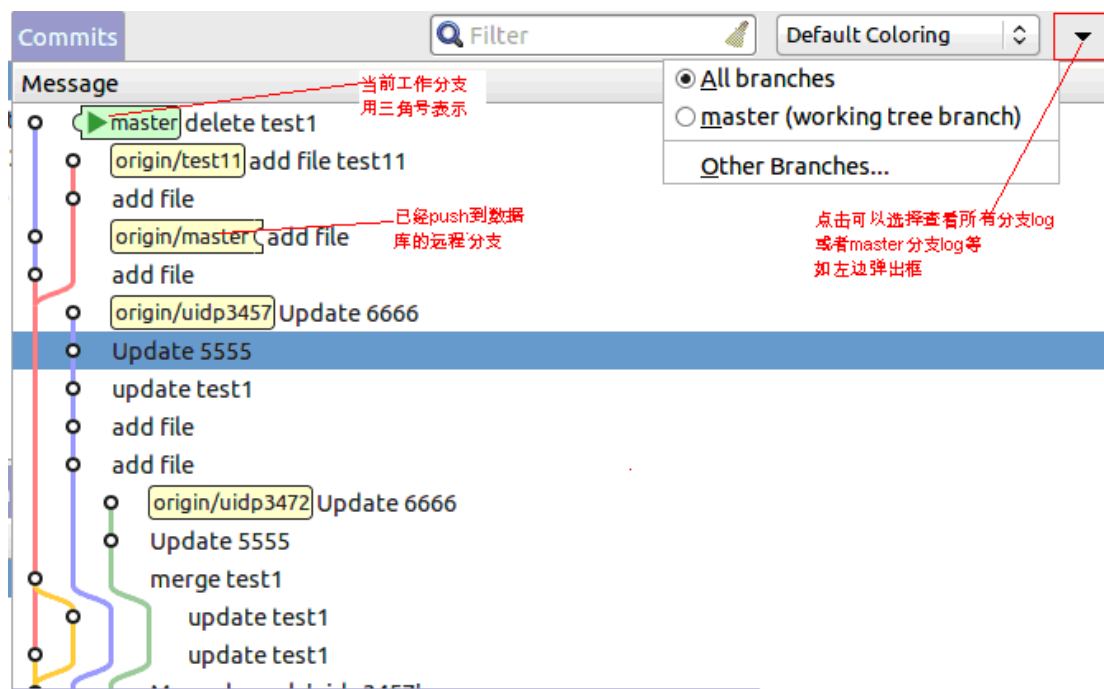 Commits
Filter
Default Coloring
Message
All branches
master (working tree branch)
Other Branches...
当前工作分支
用三角号表示
master delete test1
origin/test11 add file test11
add file
origin/master add file
已经push到数据
库的远程分支
点击可以选择查看所有分支log
或者master分支log等
如左边弹出框
add file
origin/uidp3457 Update 6666
Update 5555
update test1
add file
add file
origin/uidp3472 Update 6666
Update 5555
merge test1
update test1
update test1